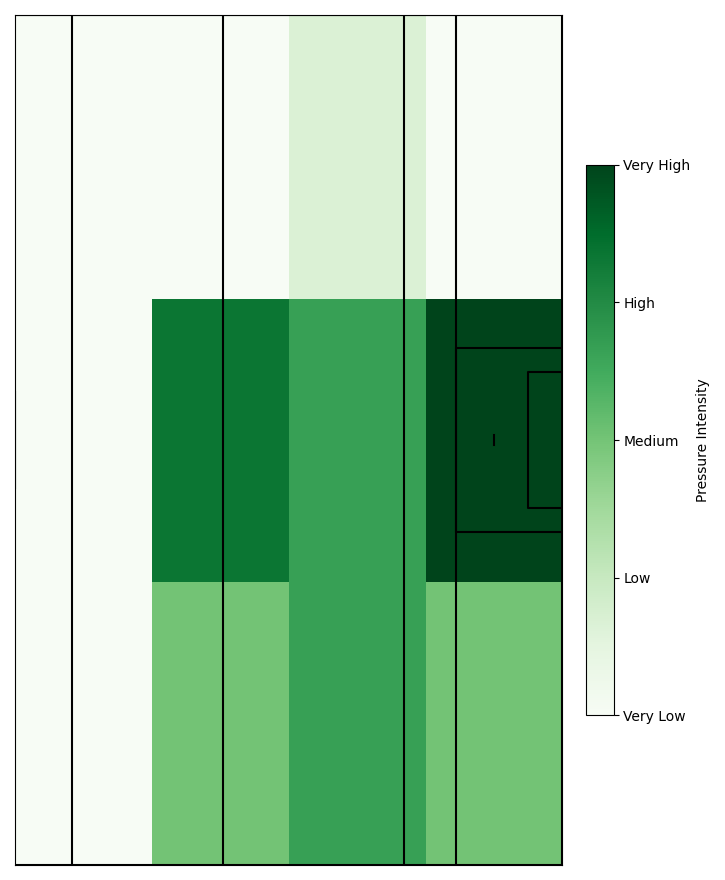 Very High
High
Medium
Low
Very Low
Pressure Intensity